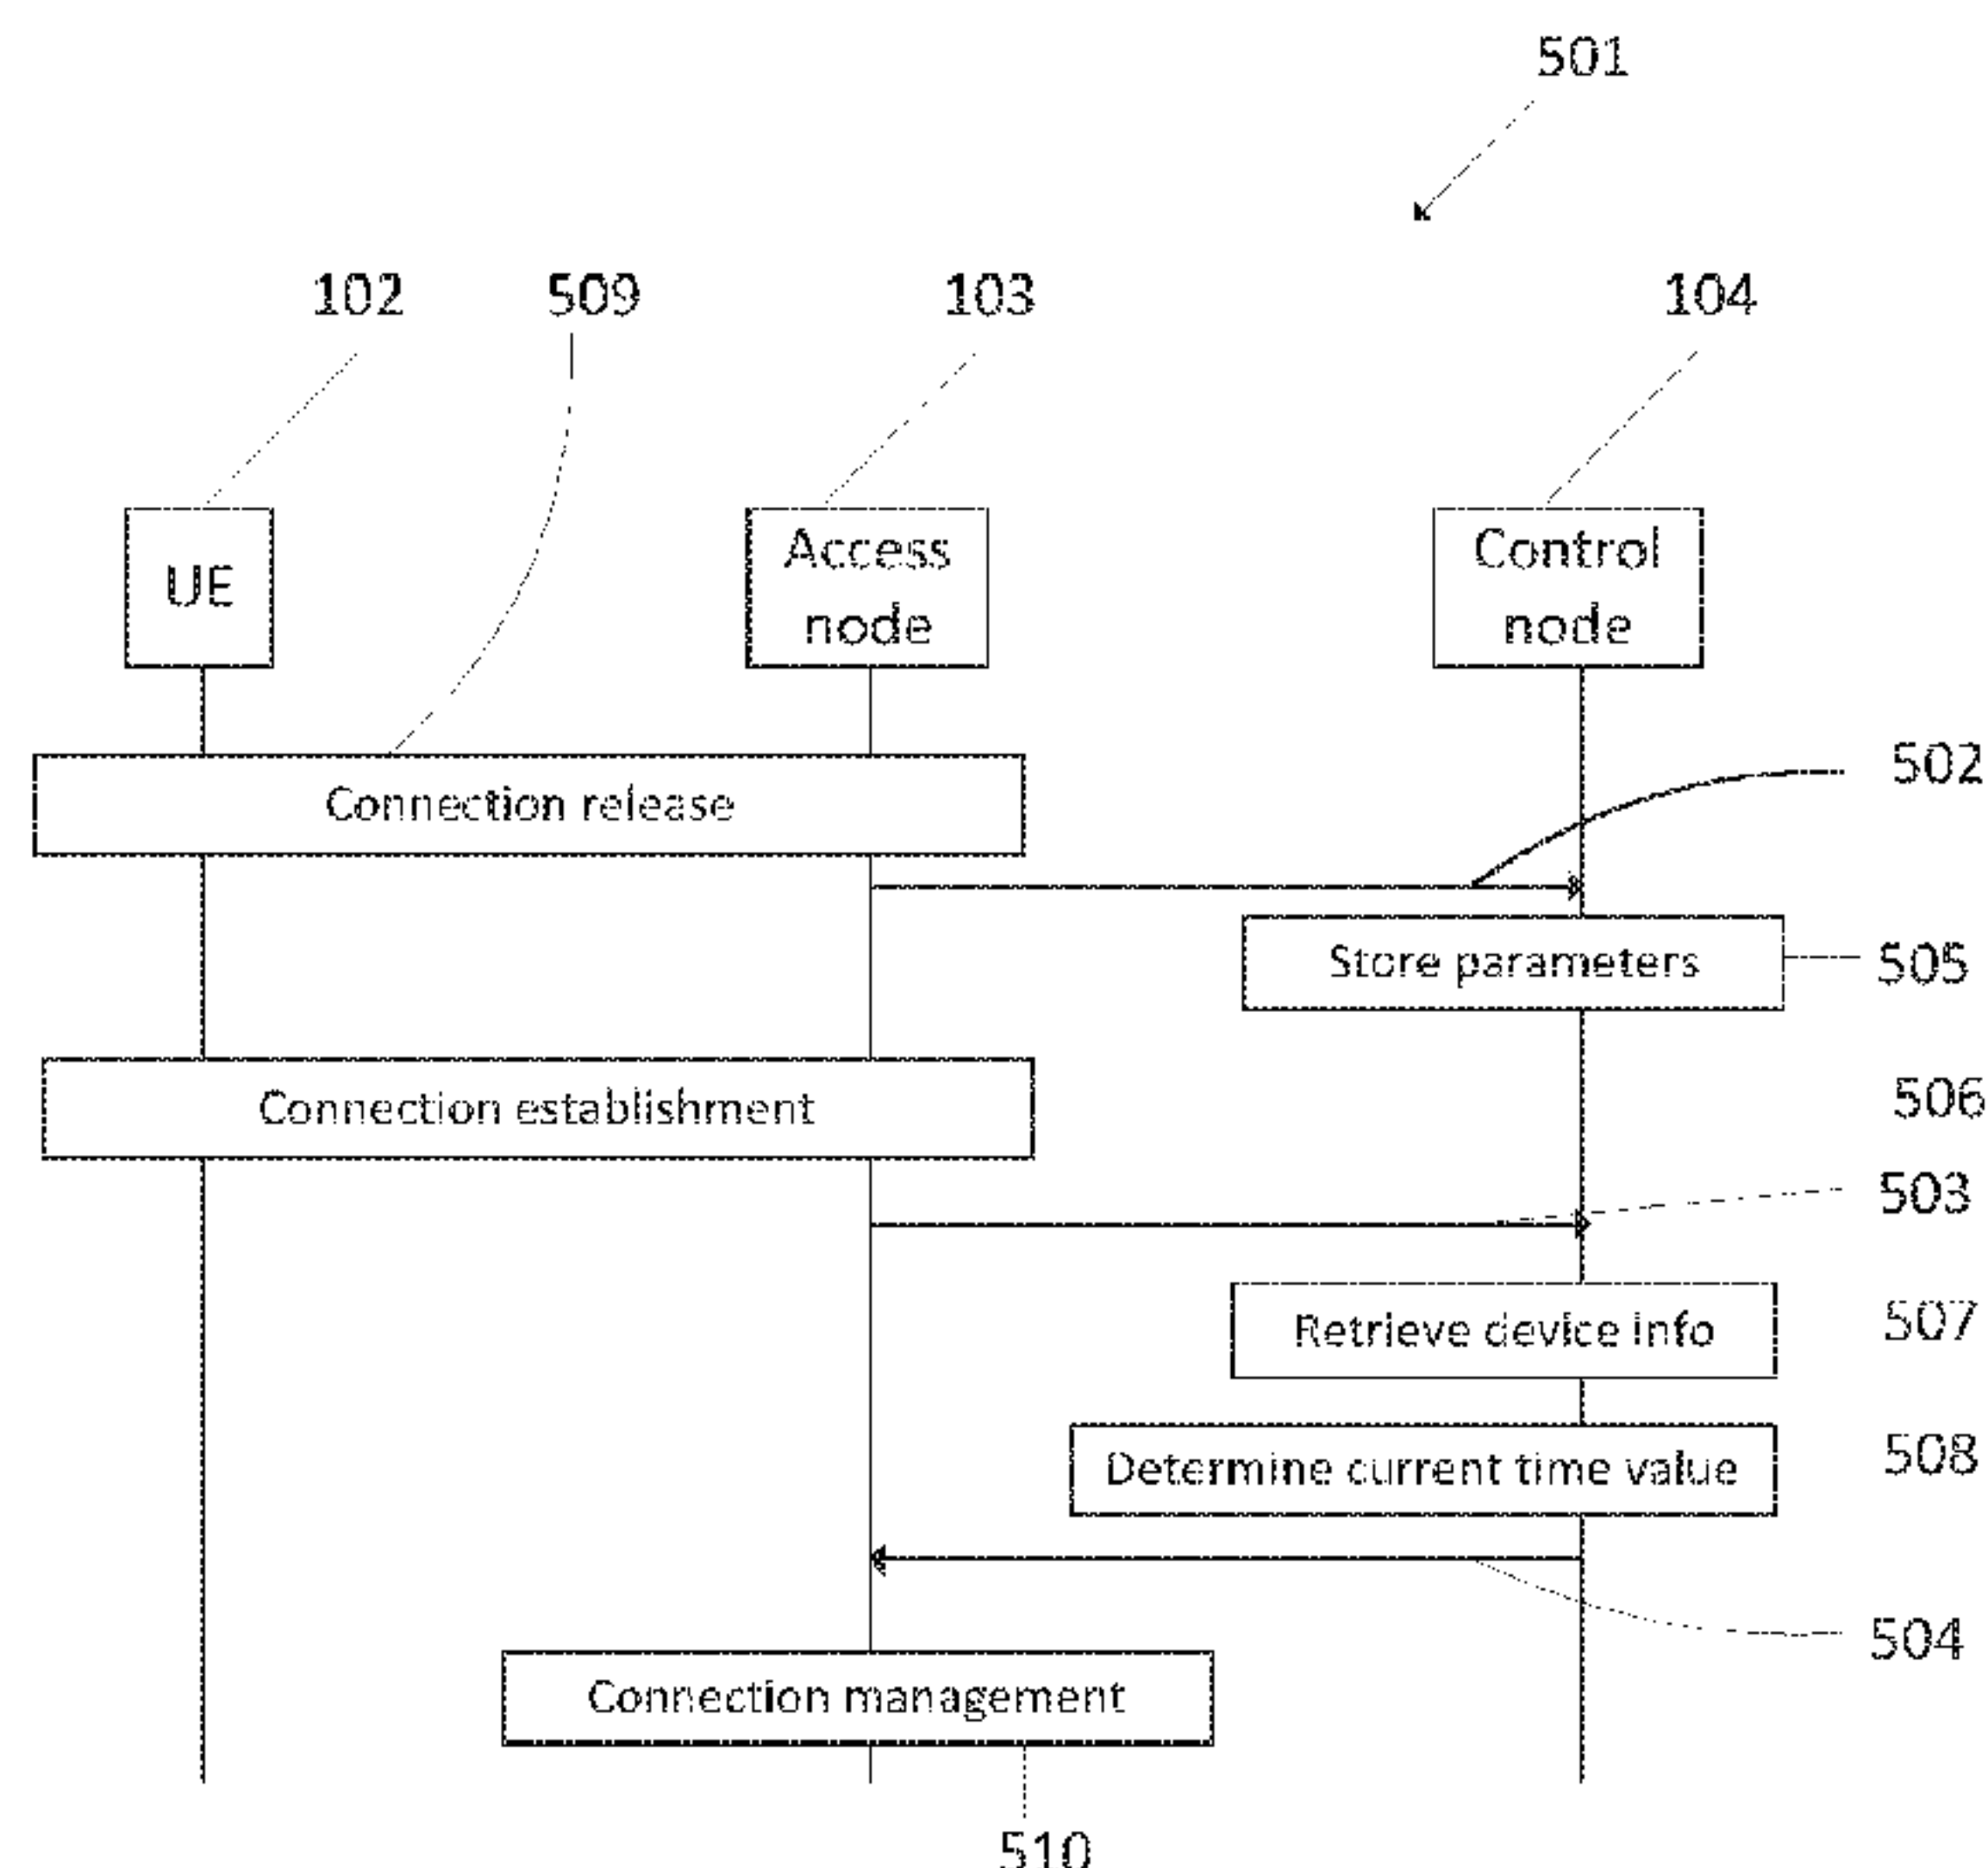 501
102
509
103
104
UE
Access
node
Control
node
Connection release
502
Store parameters
505
Connection establishment
506
503
Retrieve device info
507
Determine current time value
508
504
Connection management
510